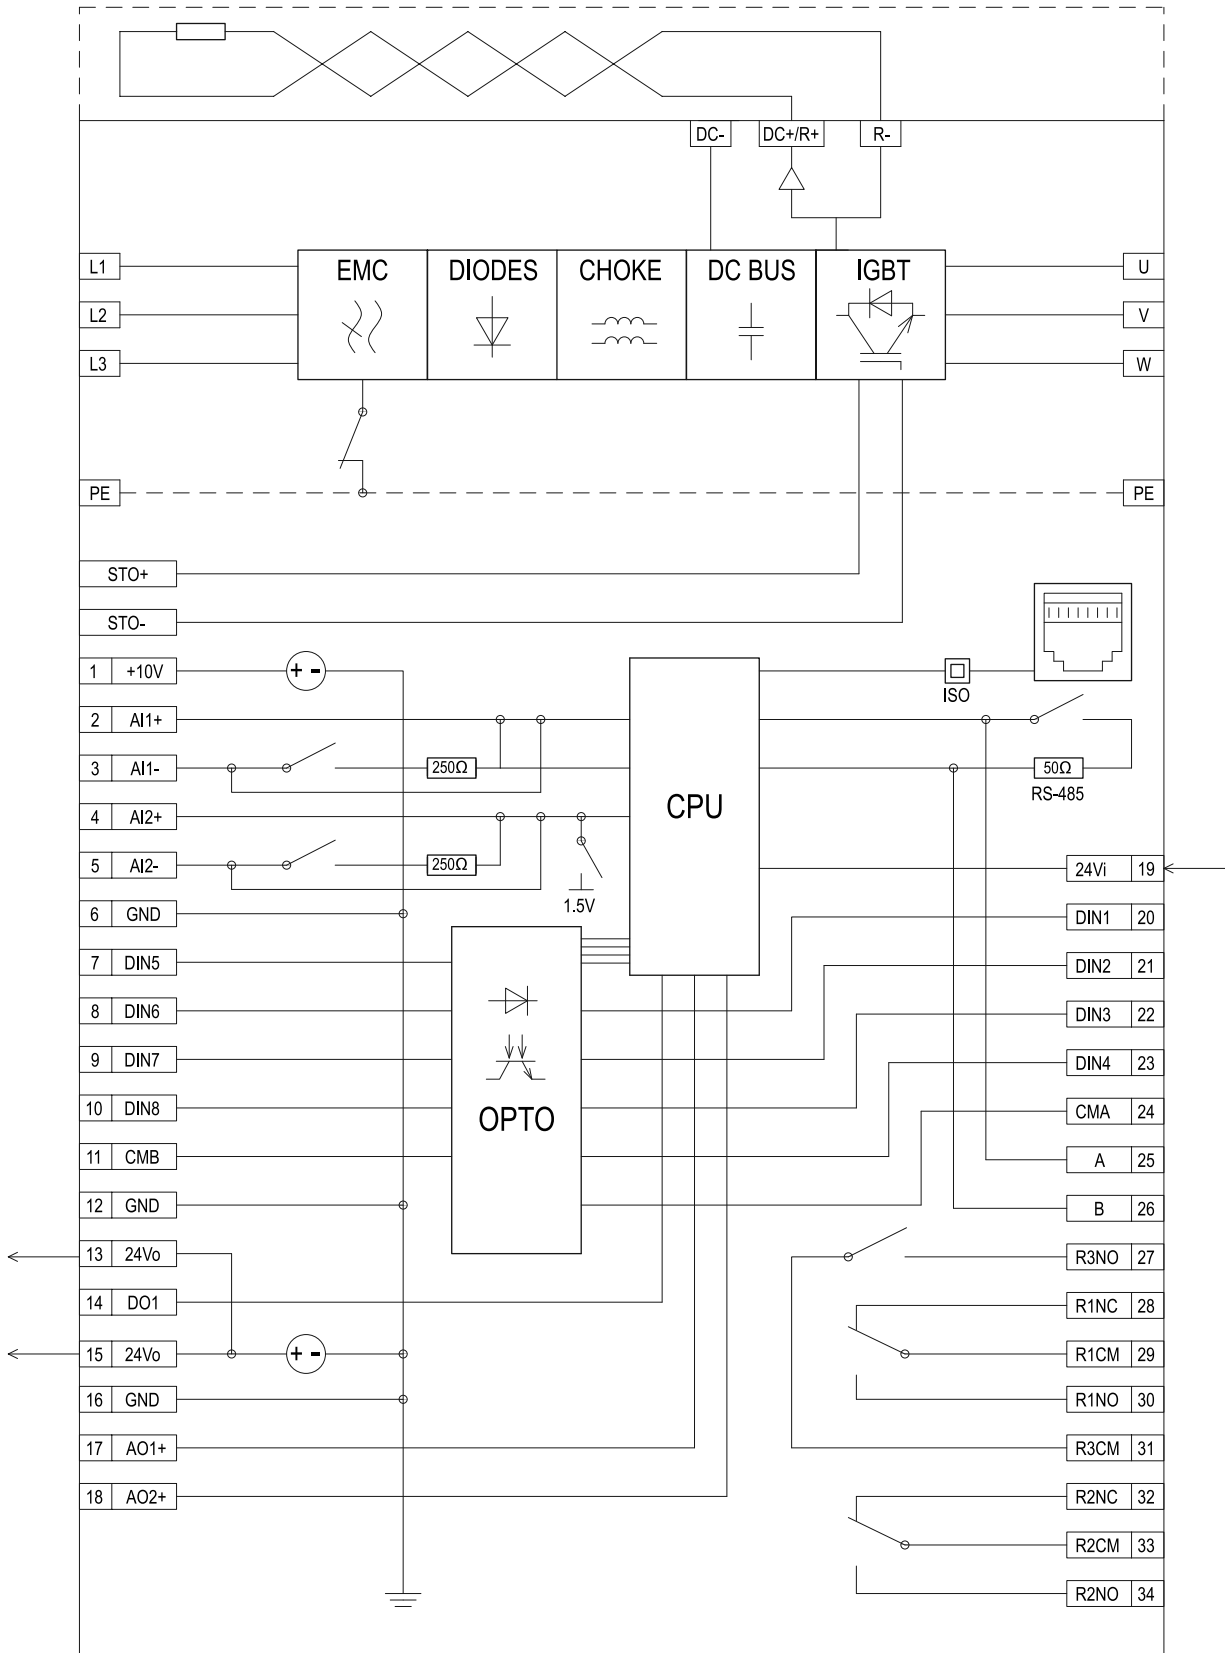 DC- DC+/R+ R-
EMC DIODES CHOKE DC BUS IGBT
L1 U
L2 V
L3 W
PE PE
STO+
STO-
1 +10V + -
ISO
2 AI1+
3 AI1- 250Ω 50Ω
RS-485
CPU
4 AI2+
5 AI2- 250Ω 24Vi 19
1.5V
6 GND DIN1 20
7 DIN5 DIN2 21
8 DIN6 DIN3 22
9 DIN7 DIN4 23
10 DIN8 CMA 24
OPTO
11 CMB A 25
12 GND B 26
13 24Vo R3NO 27
14 DO1 R1NC 28
15 24Vo + - R1CM 29
16 GND R1NO 30
17 AO1+ R3CM 31
18 AO2+ R2NC 32
R2CM 33
R2NO 34